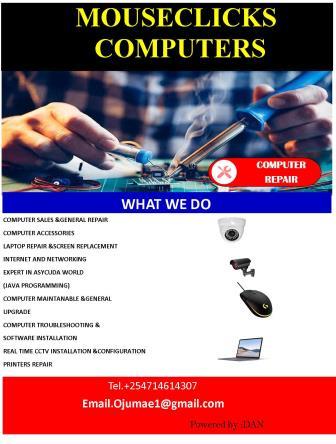 MOUSECLICKS
COMPUTERS
COMPUTER
REPAIR
WHAT WE DO
COMPUTER SALES &GENERAL REPAIR
COMPUTER ACCESSORIES
LAPTOP REPAIR &SCREEN REPLACEMENT
INTERNET AND NETWORKING
EXPERT IN ASYCUDA WORLD
(JAVA PROGRAMMING)
COMPUTER MAINTANABLE &GENERAL
UPGRADE
COMPUTER TROUBLESHOOTING &
SOFTWARE INSTALLATION
REAL TIME CCTV INSTALLATION &CONFIGURATION
PRINTERS REPAIR
Tel.+254714614307
Email.Ojumae1@gmail.com
Powered by :DAN